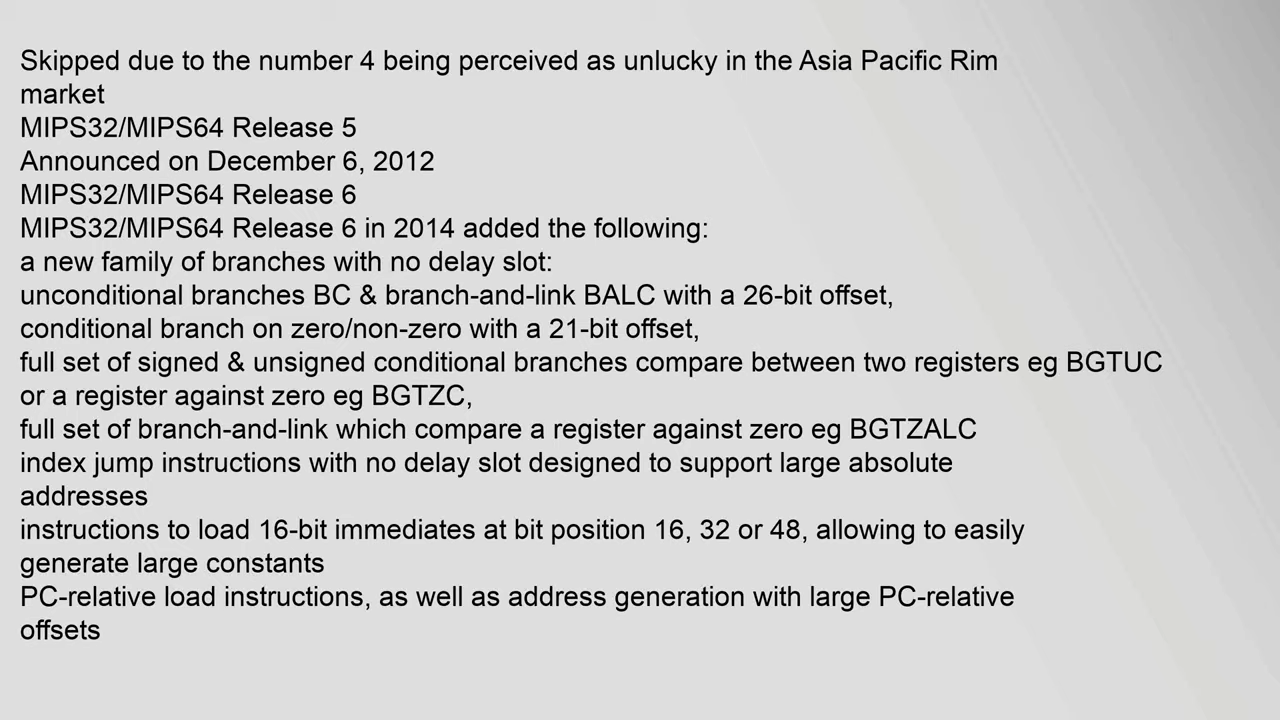 Skipped due to the number 4 being perceived as unlucky in the Asia Pacific Rim
market
MIPS32/MIPS64 Release 5
Announced on December 6, 2012
MIPS32/MIPS64 Release 6
MIPS32/MIPS64 Release 6 in 2014 added the following:
a new family of branches with no delay slot:
unconditional branches BC & branch-and-link BALC with a 26-bit offset,
conditional branch on zero/non-zero with a 21-bit offset,
full set of signed & unsigned conditional branches compare between two registers eg BGTUC
or a register against zero eg BGTZC,
full set of branch-and-link which compare a register against zero eg BGTZALC
index jump instructions with no delay slot designed to support large absolute
addresses
instructions to load 16-bit immediates at bit position 16, 32 or 48, allowing to easily
generate large constants
PC-relative load instructions, as well as address generation with large PC-relative
offsets